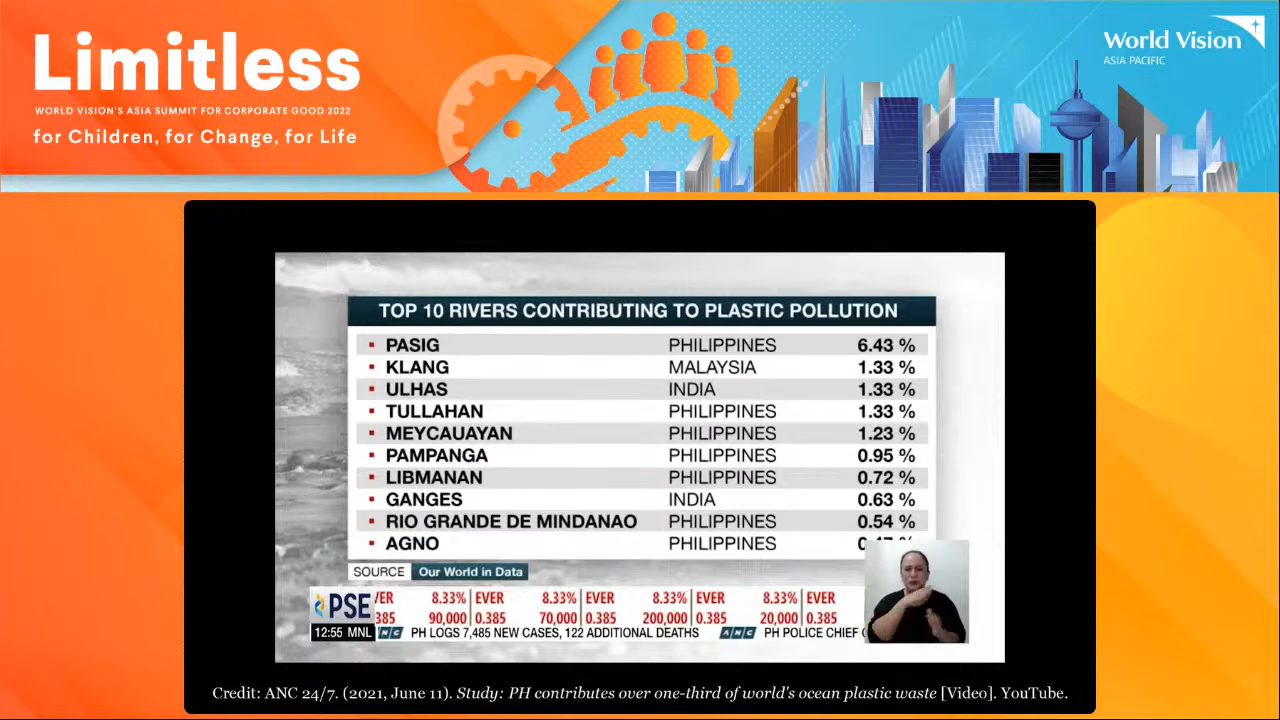 Limitless
WORLD VISION'S ASIA SUMMIT FOR CORPORATE GOOD 2022
for Children, for Change, for Life
World Vision
ASIA PACIFIC
TOP 10 RIVERS CONTRIBUTING TO PLASTIC POLLUTION
PASIG PHILIPPINES 6.43 %
KLANG MALAYSIA 1.33 %
ULHAS INDIA 1.33 %
TULLAHAN PHILIPPINES 1.33 %
MEYCAUAYAN PHILIPPINES 1.23 %
PAMPANGA PHILIPPINES 0.95 %
LIBMANAN PHILIPPINES 0.72 %
GANGES INDIA 0.63 %
RIO GRANDE DE MINDANAO PHILIPPINES 0.54 %
AGNO PHILIPPINES
SOURCE Our World in Data
PSE
8.33% EVER 8.33% EVER 8.33% EVER 8.33% EVER
90,000 0.385 70,000 0.385 200,000 0.385 20,000 0.385
12:55 MNL PH LOGS 7,485 NEW CASES, 122 ADDITIONAL DEATHS ANC PH POLICE CHIEF
Credit: ANC 24/7. (2021, June 11). Study: PH contributes over one-third of world's ocean plastic waste [Video]. YouTube.